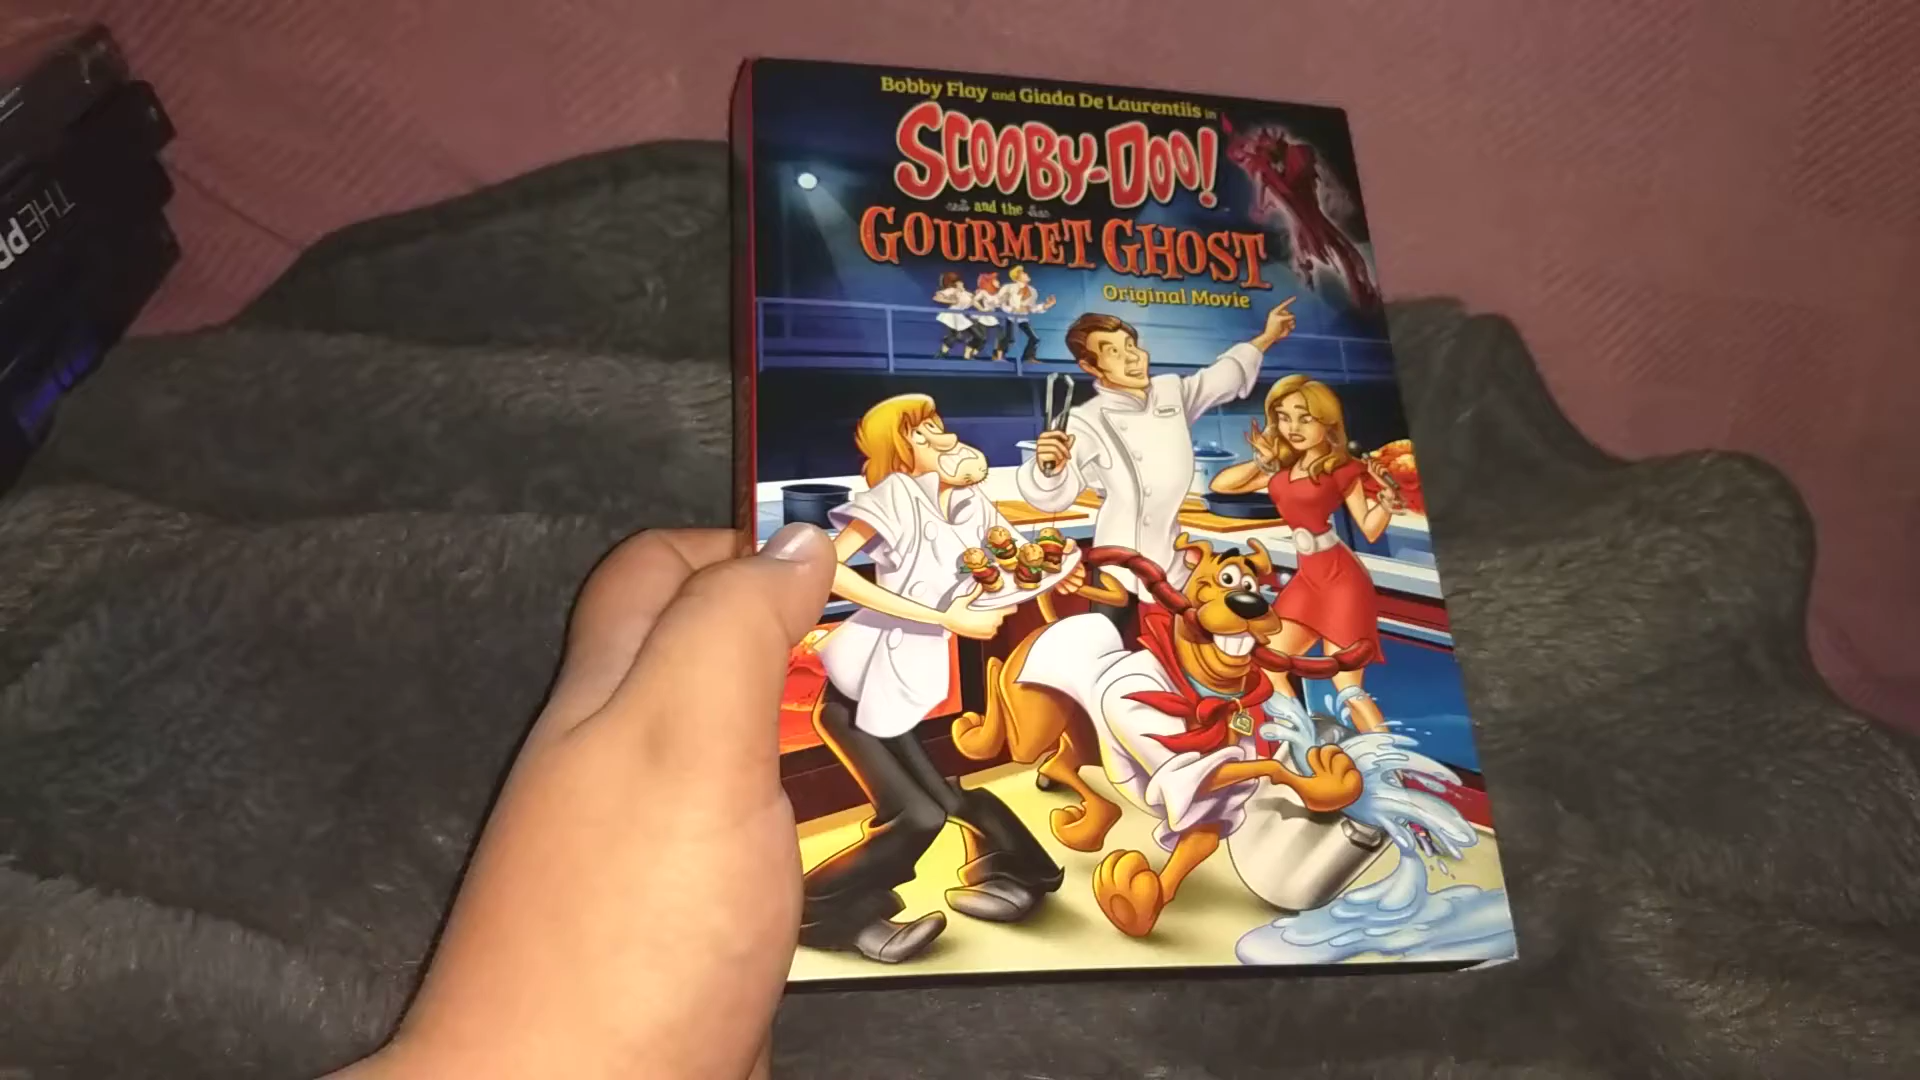 Bobby Flay and Giada De Laurentiis in
SCOOBY-DOO!
and the
GOURMET GHOST
Original Movie
THE